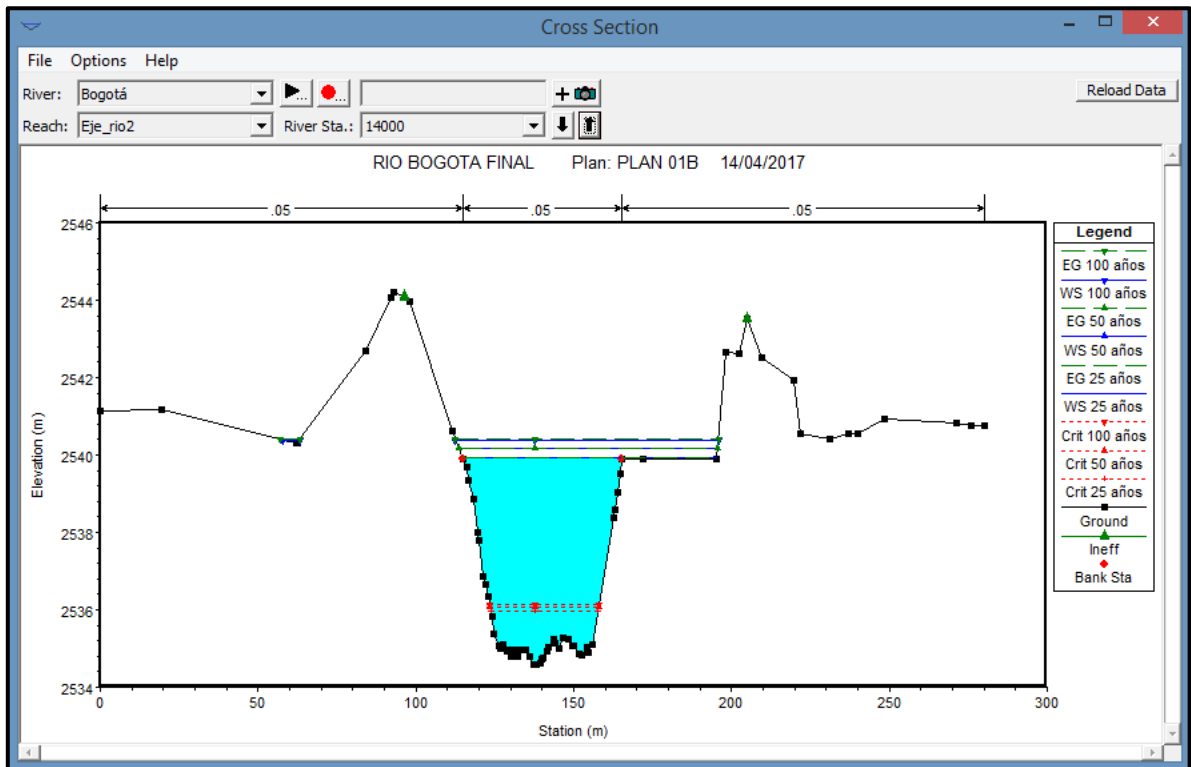 Cross Section
File Options Help
River: Bogotá Reload Data
Reach: Eje_rio2 River Sta.: 14000
RIO BOGOTA FINAL Plan: PLAN 01B 14/04/2017
.05 .05 .05
2546
2544
2542
2540
2538
2536
2534
Elevation (m)
0 50 100 150 200 250 300
Station (m)
Legend
EG 100 años
WS 100 años
EG 50 años
WS 50 años
EG 25 años
WS 25 años
Crit 100 años
Crit 50 años
Crit 25 años
Ground
Ineff
Bank Sta